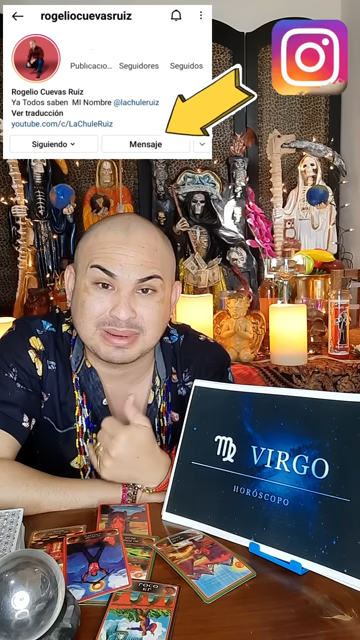 rogeliocuevasruiz
Publicacio... Seguidores Seguidos
Rogelio Cuevas Ruiz
Ya Todos saben MI Nombre @lachuleruiz
Ver traducción
youtube.com/c/LaChuleRuiz
Siguiendo Mensaje
♍ VIRGO
HORÓSCOPO